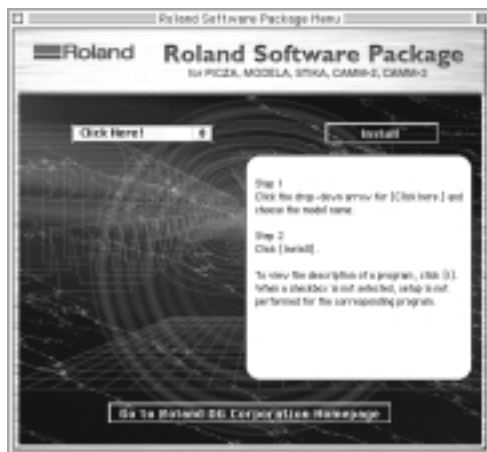 Roland Software Package Menu
Roland
Roland Software Package
for PICZA, MODELA, STIKA, CAMM-2, CAMM-3
Click Here!
Install
Step 1
Click the drop-down arrow for [Click here.] and
choose the model name.
Step 2
Click [Install].
To view the description of a program, click [?].
When a checkbox is not selected, setup is not
performed for the corresponding program.
Go to Roland DG Corporation Homepage